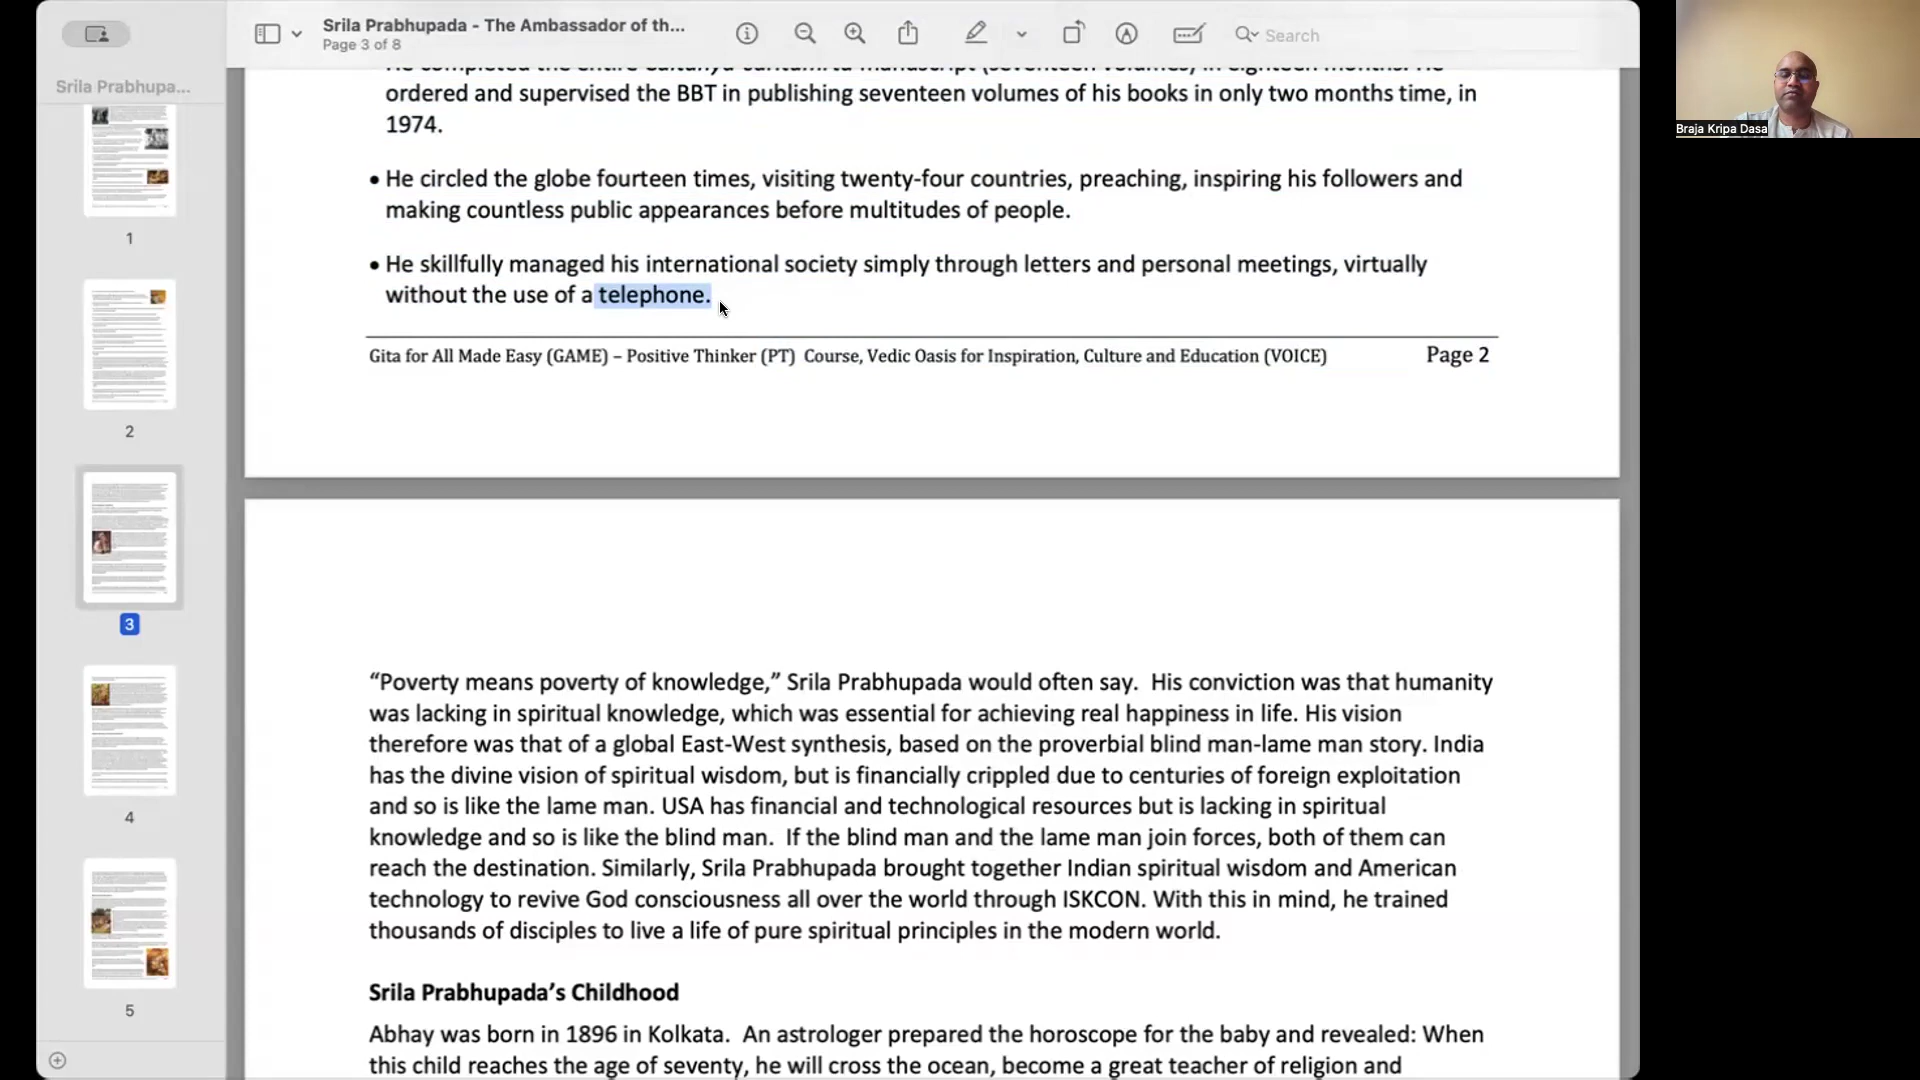 Srila Prabhupada - The Ambassador of th...
Page 3 of 8
Search
Srila Prabhupa...
1
2
3
4
5
He completed the entire Caitanya-caritamrta manuscript (seventeen volumes) in eighteen months. He
ordered and supervised the BBT in publishing seventeen volumes of his books in only two months time, in
1974.
• He circled the globe fourteen times, visiting twenty-four countries, preaching, inspiring his followers and
making countless public appearances before multitudes of people.
• He skillfully managed his international society simply through letters and personal meetings, virtually
without the use of a telephone.
Gita for All Made Easy (GAME) – Positive Thinker (PT) Course, Vedic Oasis for Inspiration, Culture and Education (VOICE) Page 2
“Poverty means poverty of knowledge,” Srila Prabhupada would often say. His conviction was that humanity
was lacking in spiritual knowledge, which was essential for achieving real happiness in life. His vision
therefore was that of a global East-West synthesis, based on the proverbial blind man-lame man story. India
has the divine vision of spiritual wisdom, but is financially crippled due to centuries of foreign exploitation
and so is like the lame man. USA has financial and technological resources but is lacking in spiritual
knowledge and so is like the blind man. If the blind man and the lame man join forces, both of them can
reach the destination. Similarly, Srila Prabhupada brought together Indian spiritual wisdom and American
technology to revive God consciousness all over the world through ISKCON. With this in mind, he trained
thousands of disciples to live a life of pure spiritual principles in the modern world.
Srila Prabhupada’s Childhood
Abhay was born in 1896 in Kolkata. An astrologer prepared the horoscope for the baby and revealed: When
this child reaches the age of seventy, he will cross the ocean, become a great teacher of religion and
Braja Kripa Dasa